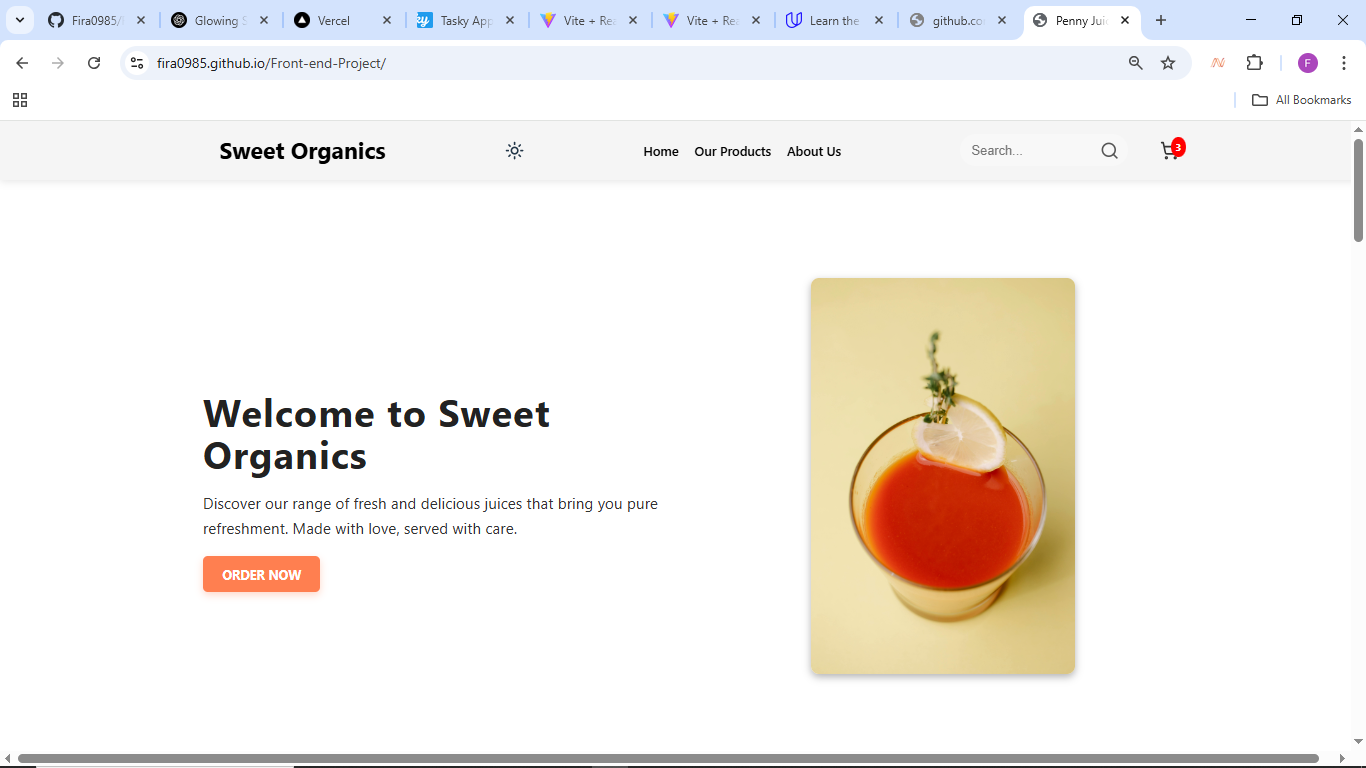 Fira0985/
Glowing S
Vercel
Tasky App
Vite + Rea
Vite + Rea
Learn the
github.co
Penny Jui
fira0985.github.io/Front-end-Project/
F
All Bookmarks
Sweet Organics
Home Our Products About Us
Search...
3
Welcome to Sweet
Organics
Discover our range of fresh and delicious juices that bring you pure
refreshment. Made with love, served with care.
ORDER NOW